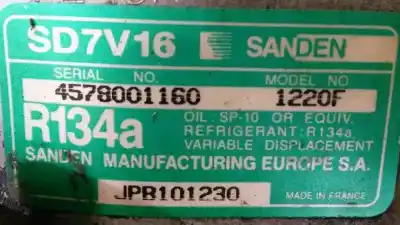 SD7V16 SANDEN
SERIAL NO. MODEL NO
4578001160 1220F
R134a
OIL: SP-10 OR EQUIV.
REFRIGERANT: R134a
VARIABLE DISPLACEMENT
SANDEN MANUFACTURING EUROPE S.A.
JPB101230 MADE IN FRANCE